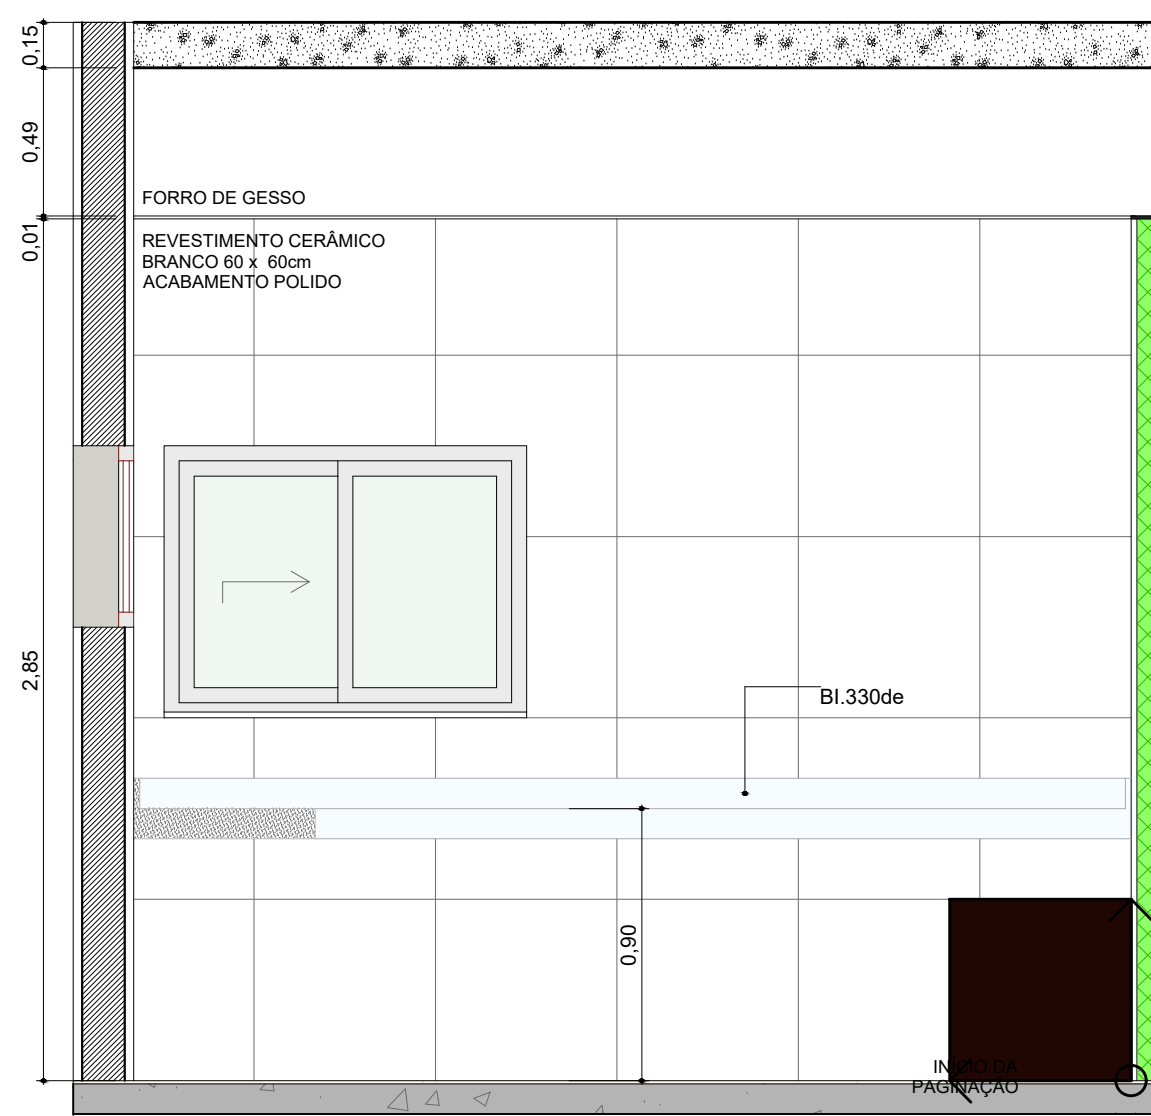 0,15
0,49
FORRO DE GESSO
0,01
REVESTIMENTO CERÂMICO
BRANCO 60 x 60cm
ACABAMENTO POLIDO
2,85
BI.330de
0,90
INÍCIO DA
PAGINAÇÃO